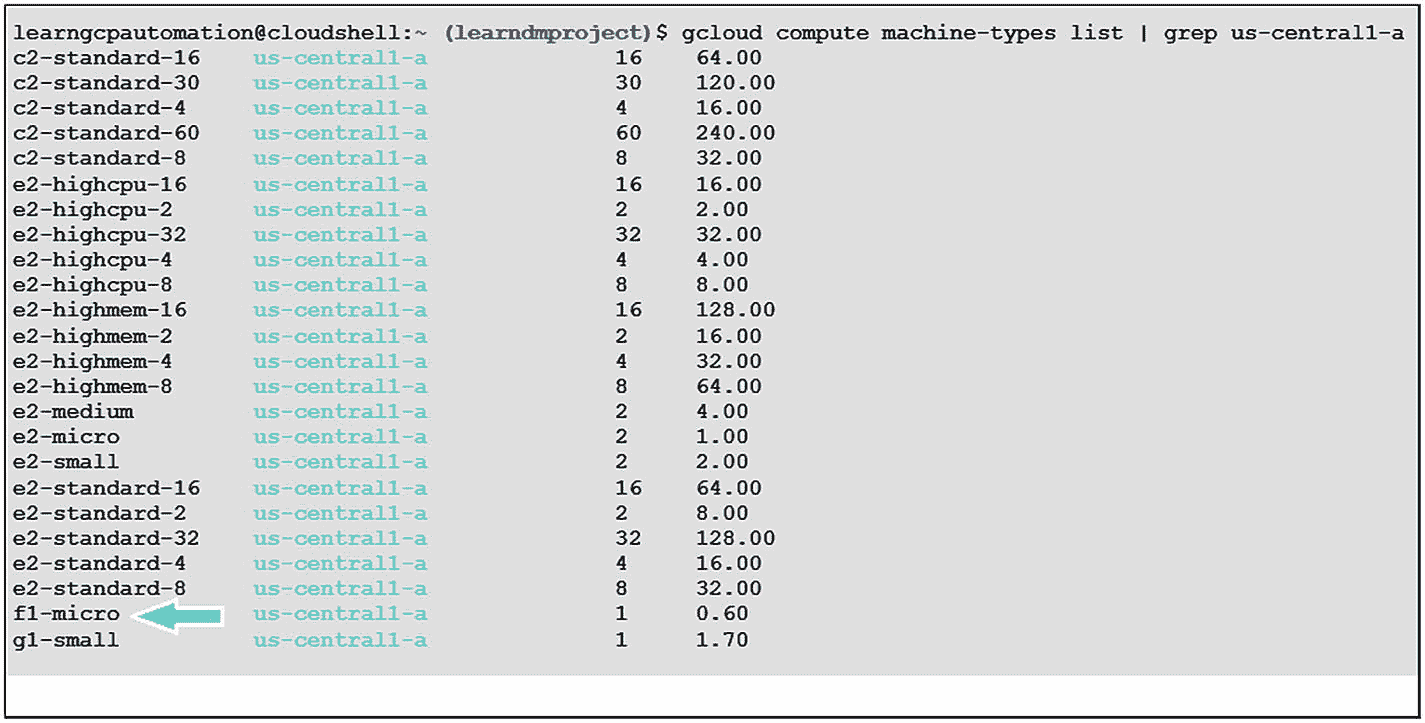 learngcpautomation@cloudshell:~ (learndmproject)$ gcloud compute machine-types list | grep us-central1-a
c2-standard-16 us-central1-a 16 64.00
c2-standard-30 us-central1-a 30 120.00
c2-standard-4 us-central1-a 4 16.00
c2-standard-60 us-central1-a 60 240.00
c2-standard-8 us-central1-a 8 32.00
e2-highcpu-16 us-central1-a 16 16.00
e2-highcpu-2 us-central1-a 2 2.00
e2-highcpu-32 us-central1-a 32 32.00
e2-highcpu-4 us-central1-a 4 4.00
e2-highcpu-8 us-central1-a 8 8.00
e2-highmem-16 us-central1-a 16 128.00
e2-highmem-2 us-central1-a 2 16.00
e2-highmem-4 us-central1-a 4 32.00
e2-highmem-8 us-central1-a 8 64.00
e2-medium us-central1-a 2 4.00
e2-micro us-central1-a 2 1.00
e2-small us-central1-a 2 2.00
e2-standard-16 us-central1-a 16 64.00
e2-standard-2 us-central1-a 2 8.00
e2-standard-32 us-central1-a 32 128.00
e2-standard-4 us-central1-a 4 16.00
e2-standard-8 us-central1-a 8 32.00
f1-micro us-central1-a 1 0.60
g1-small us-central1-a 1 1.70